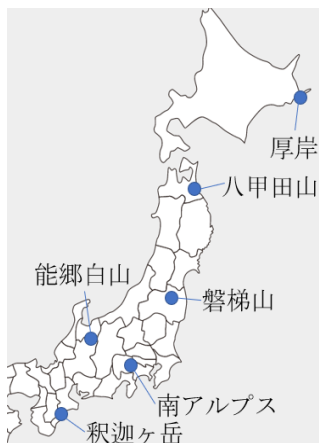 厚岸
八甲田山
能郷白山
磐梯山
南アルプス
釈迦ヶ岳